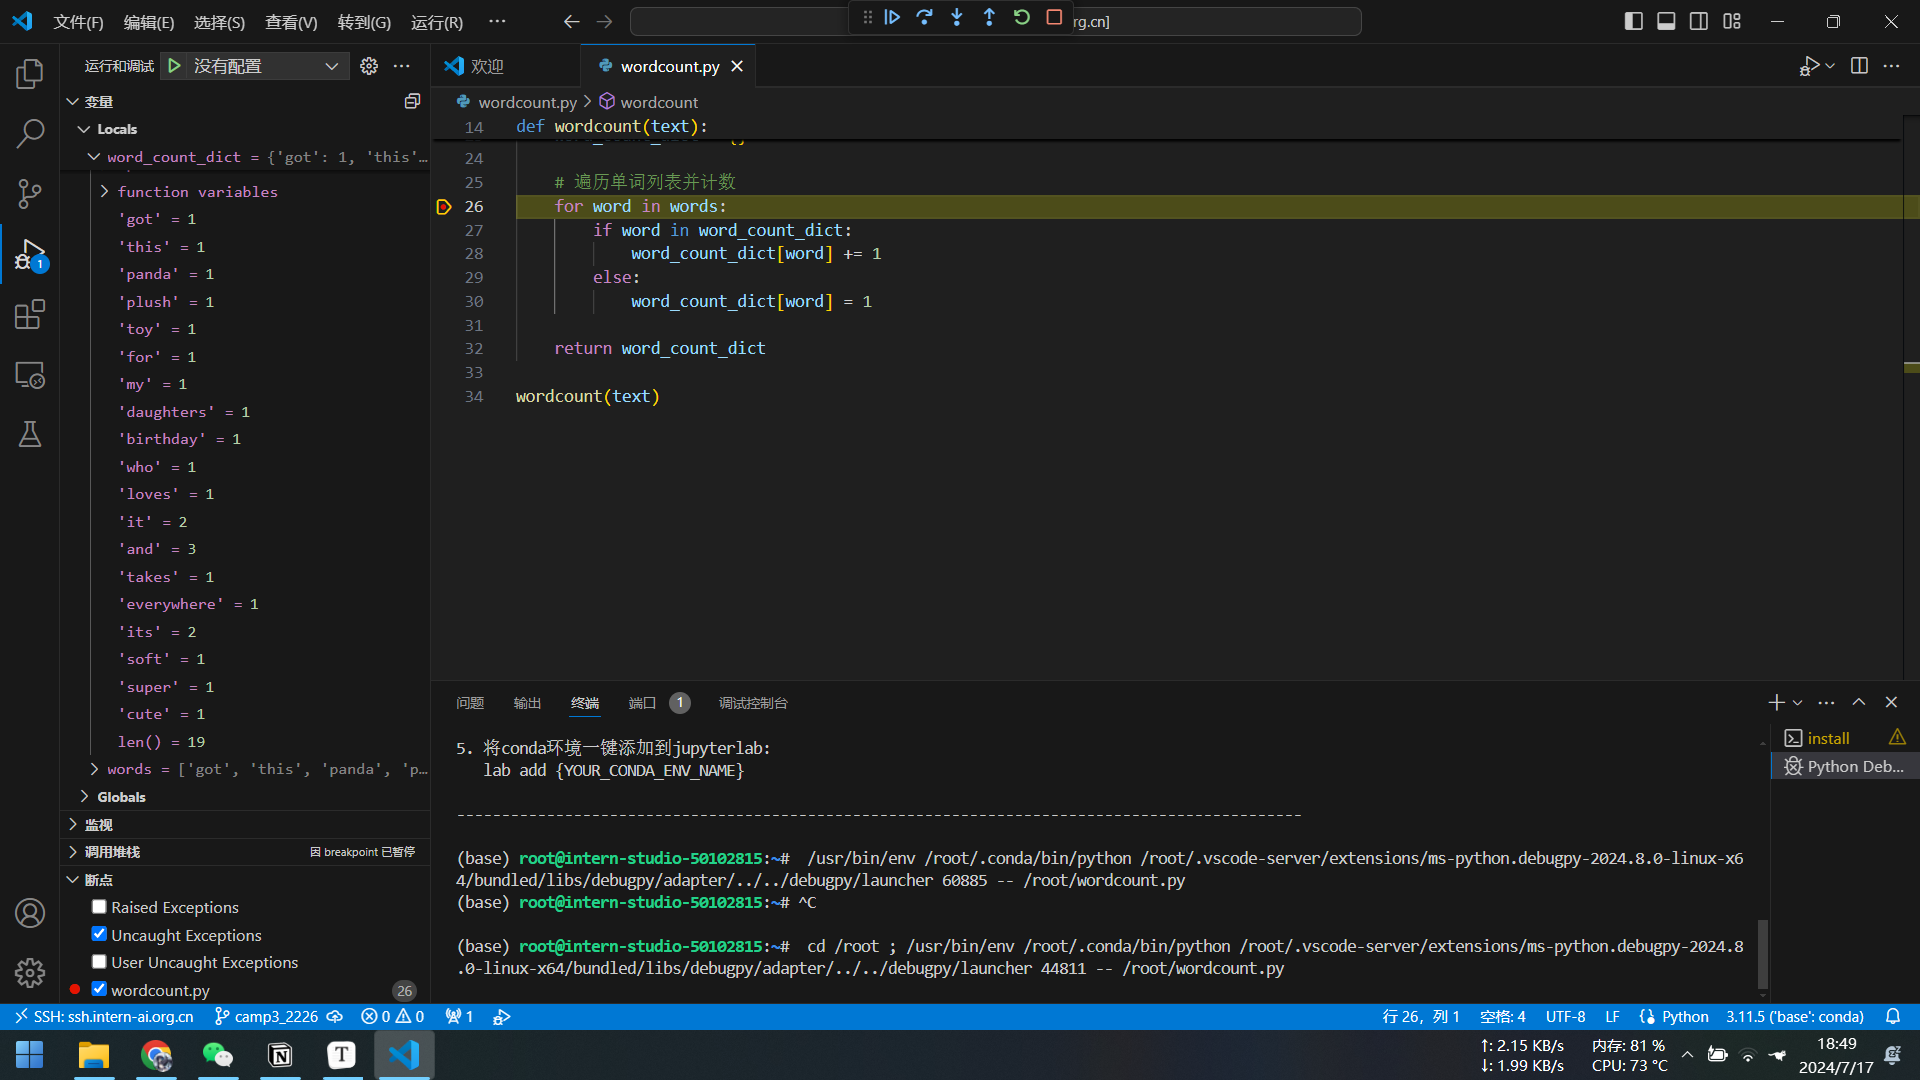 文件(F) 编辑(E) 选择(S) 查看(V) 转到(G) 运行(R) ··· rg.cn]
运行和调试 没有配置 ···
变量
Locals
word_count_dict = {'got': 1, 'this'…
function variables
'got' = 1
'this' = 1
'panda' = 1
'plush' = 1
'toy' = 1
'for' = 1
'my' = 1
'daughters' = 1
'birthday' = 1
'who' = 1
'loves' = 1
'it' = 2
'and' = 3
'takes' = 1
'everywhere' = 1
'its' = 2
'soft' = 1
'super' = 1
'cute' = 1
len() = 19
words = ['got', 'this', 'panda', 'p…
Globals
监视
调用堆栈 因 breakpoint 已暂停
断点
Raised Exceptions
Uncaught Exceptions
User Uncaught Exceptions
wordcount.py 26
1
欢迎 wordcount.py
wordcount.py > wordcount
14 def wordcount(text):
24
25 # 遍历单词列表并计数
26 for word in words:
27 if word in word_count_dict:
28 word_count_dict[word] += 1
29 else:
30 word_count_dict[word] = 1
31
32 return word_count_dict
33
34 wordcount(text)
问题 输出 终端 端口 1 调试控制台
5. 将conda环境一键添加到jupyterlab:
lab add {YOUR_CONDA_ENV_NAME}
----------------------------------------------------------------------------------------
(base) root@intern-studio-50102815:~# /usr/bin/env /root/.conda/bin/python /root/.vscode-server/extensions/ms-python.debugpy-2024.8.0-linux-x6
4/bundled/libs/debugpy/adapter/../../debugpy/launcher 60885 -- /root/wordcount.py
(base) root@intern-studio-50102815:~# ^C
(base) root@intern-studio-50102815:~# cd /root ; /usr/bin/env /root/.conda/bin/python /root/.vscode-server/extensions/ms-python.debugpy-2024.8
.0-linux-x64/bundled/libs/debugpy/adapter/../../debugpy/launcher 44811 -- /root/wordcount.py
install
Python Deb...
SSH: ssh.intern-ai.org.cn camp3_2226 0 0 1 行 26, 列 1 空格: 4 UTF-8 LF Python 3.11.5 ('base': conda)
↑: 2.15 KB/s 内存: 81 % 18:49
↓: 1.99 KB/s CPU: 73 °C 2024/7/17